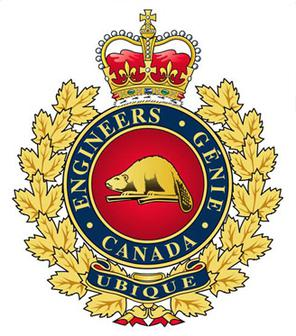 ENGINEERS · GÉNIE
· CANADA ·
UBIQUE